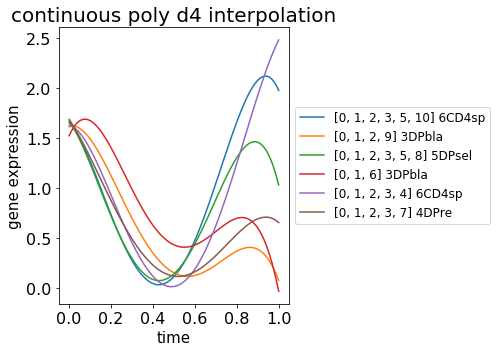 continuous poly d4 interpolation
gene expression
2.5
2.0
1.5
1.0
0.5
0.0
0.0 0.2 0.4 0.6 0.8 1.0
time
[0, 1, 2, 3, 5, 10] 6CD4sp
[0, 1, 2, 9] 3DPbla
[0, 1, 2, 3, 5, 8] 5DPsel
[0, 1, 6] 3DPbla
[0, 1, 2, 3, 4] 6CD4sp
[0, 1, 2, 3, 7] 4DPre